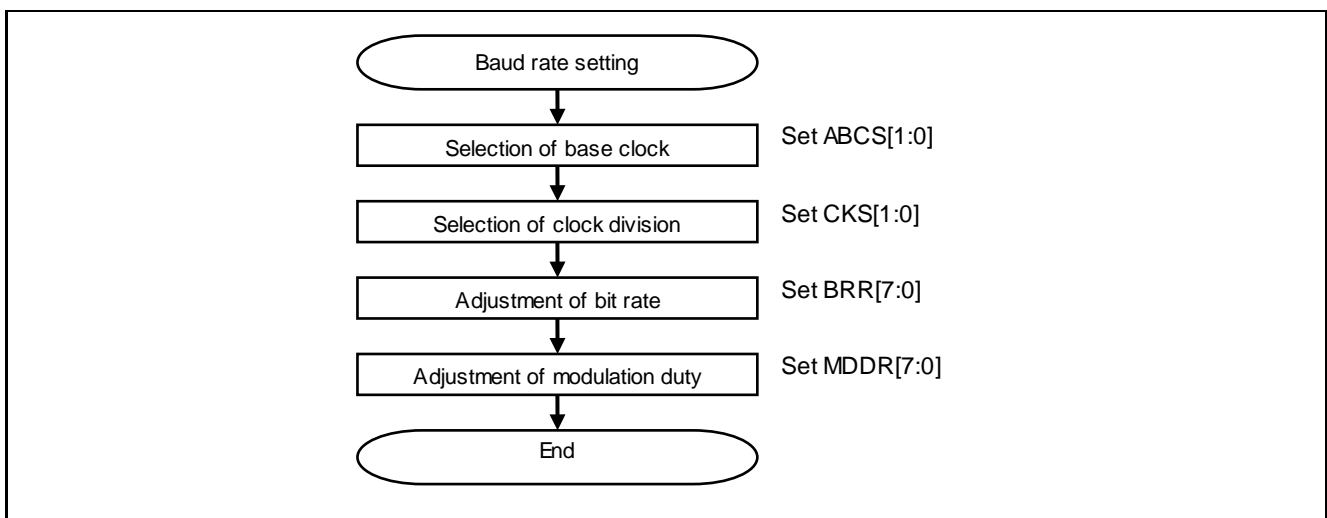 Baud rate setting
Selection of base clock
Set ABCS[1:0]
Selection of clock division
Set CKS[1:0]
Adjustment of bit rate
Set BRR[7:0]
Adjustment of modulation duty
Set MDDR[7:0]
End